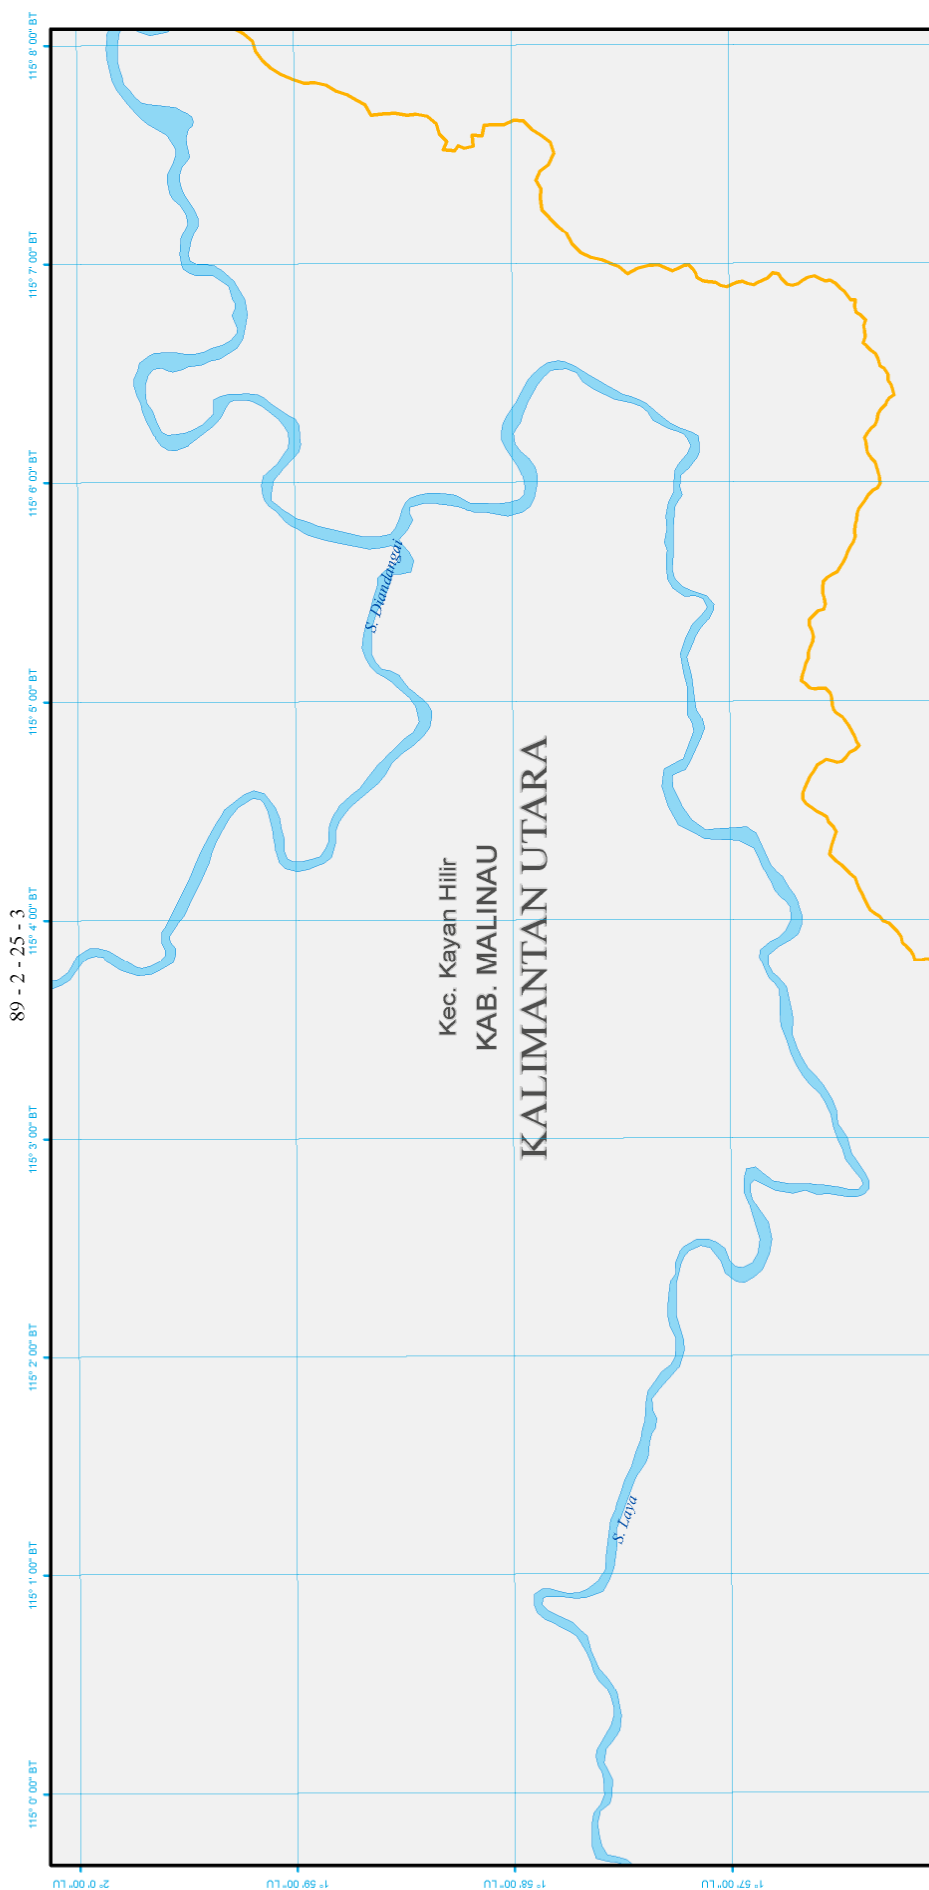 89 - 2 - 25 - 3
115° 0' 00" BT
115° 1' 00" BT
115° 2' 00" BT
115° 3' 00" BT
115° 4' 00" BT
115° 5' 00" BT
115° 6' 00" BT
115° 7' 00" BT
115° 8' 00" BT
2° 0' 00" LU
1° 59' 00" LU
1° 58' 00" LU
1° 57' 00" LU
S. Diandangai
Kec. Kayan Hilir
KAB. MALINAU
KALIMANTAN UTARA
S. Laya